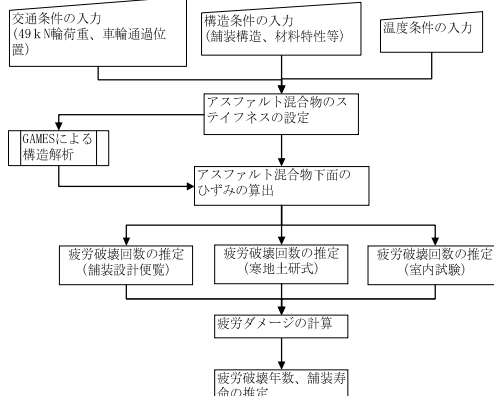 交通条件の入力
(49kN輪荷重、車輪通過位
置)
構造条件の入力
(舗装構造、材料特性等)
温度条件の入力
アスファルト混合物のス
テイフネスの設定
GAMESによる
構造解析
アスファルト混合物下面の
ひずみの算出
疲労破壊回数の推定
(舗装設計便覧)
疲労破壊回数の推定
(寒地土研式)
疲労破壊回数の推定
(室内試験)
疲労ダメージの計算
疲労破壊年数、舗装寿
命の推定